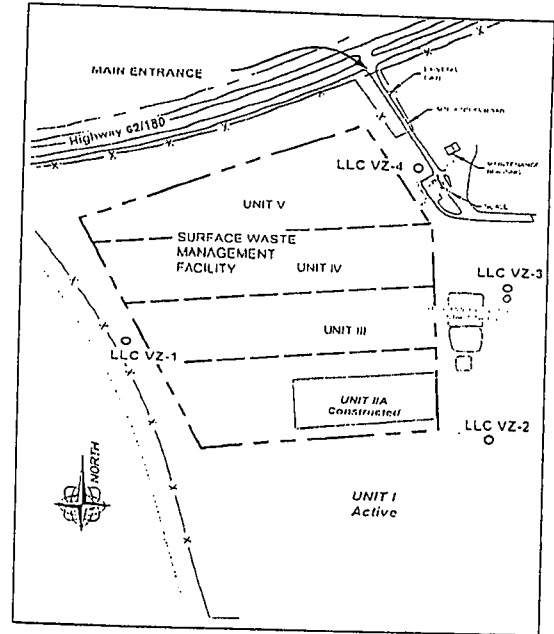 MAIN ENTRANCE
Highway 62/180
LLC VZ-4
MAINTENANCE
UNIT V
SURFACE WASTE
MANAGEMENT
FACILITY
UNIT IV
LLC VZ-3
UNIT III
LLC VZ-1
UNIT IIA
Constructed
LLC VZ-2
NORTH
UNIT I
Active